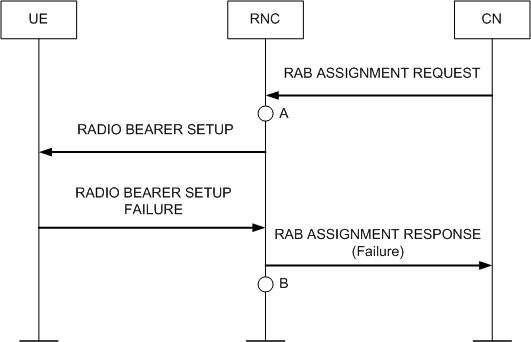 UE
RNC
CN
RAB ASSIGNMENT REQUEST
A
RADIO BEARER SETUP
RADIO BEARER SETUP
FAILURE
RAB ASSIGNMENT RESPONSE
(Failure)
B